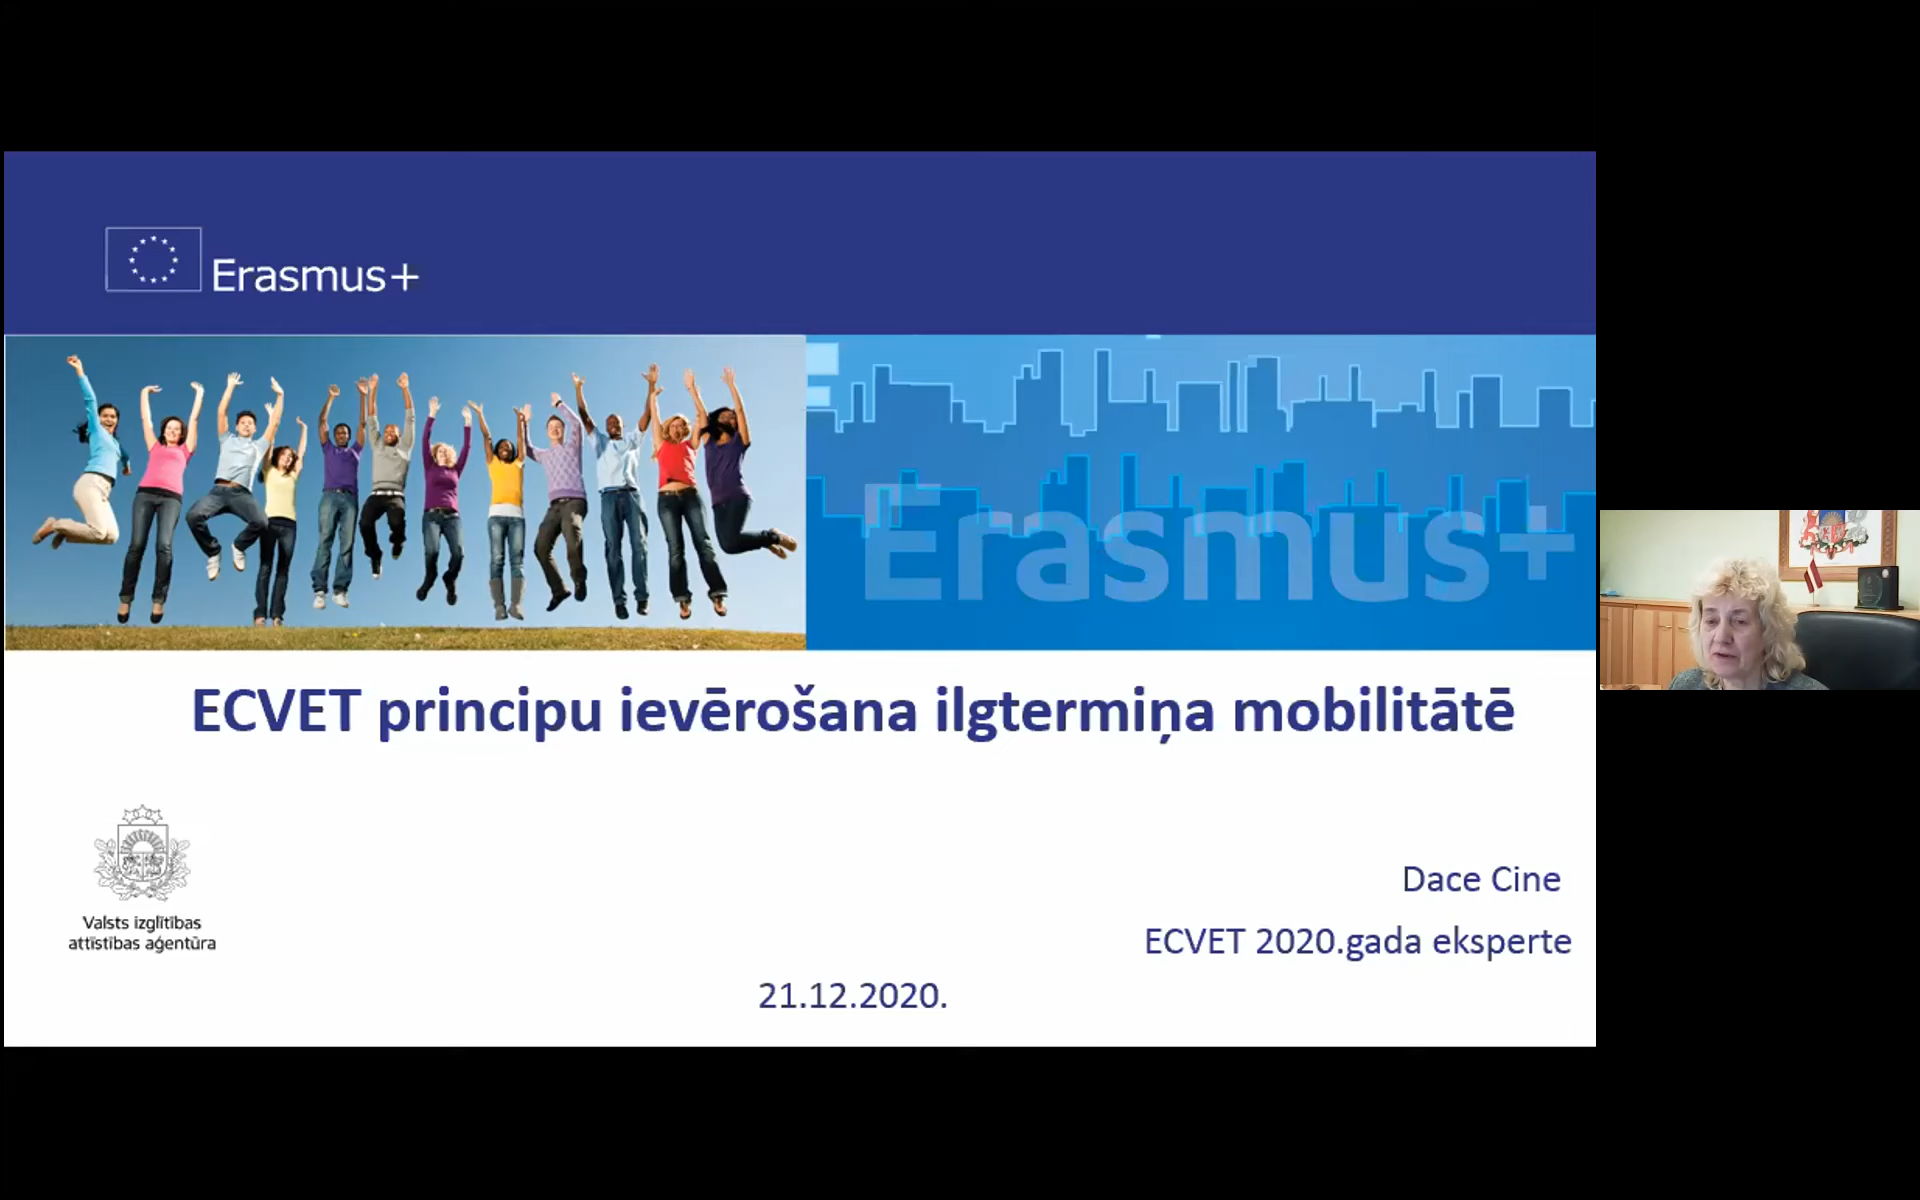 Erasmus+
Erasmus+
ECVET principu ievērošana ilgtermiņa mobilitātē
Valsts izglītības
attīstības aģentūra
Dace Cine
ECVET 2020.gada eksperte
21.12.2020.